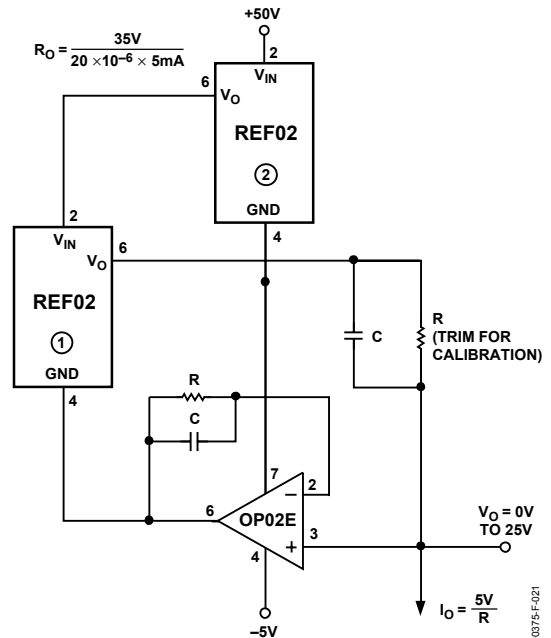 +50V
R_O = 35V
20 ×10⁻⁶ × 5mA
2
V_IN
6
V_O
REF02
2
GND
4
2
V_IN
6
V_O
REF02
1
GND
4
C
R
(TRIM FOR
CALIBRATION)
R
C
7
2
–
6
OP02E
+
3
4
–5V
V_O = 0V
TO 25V
I_O = 5V
R
0375-F-021